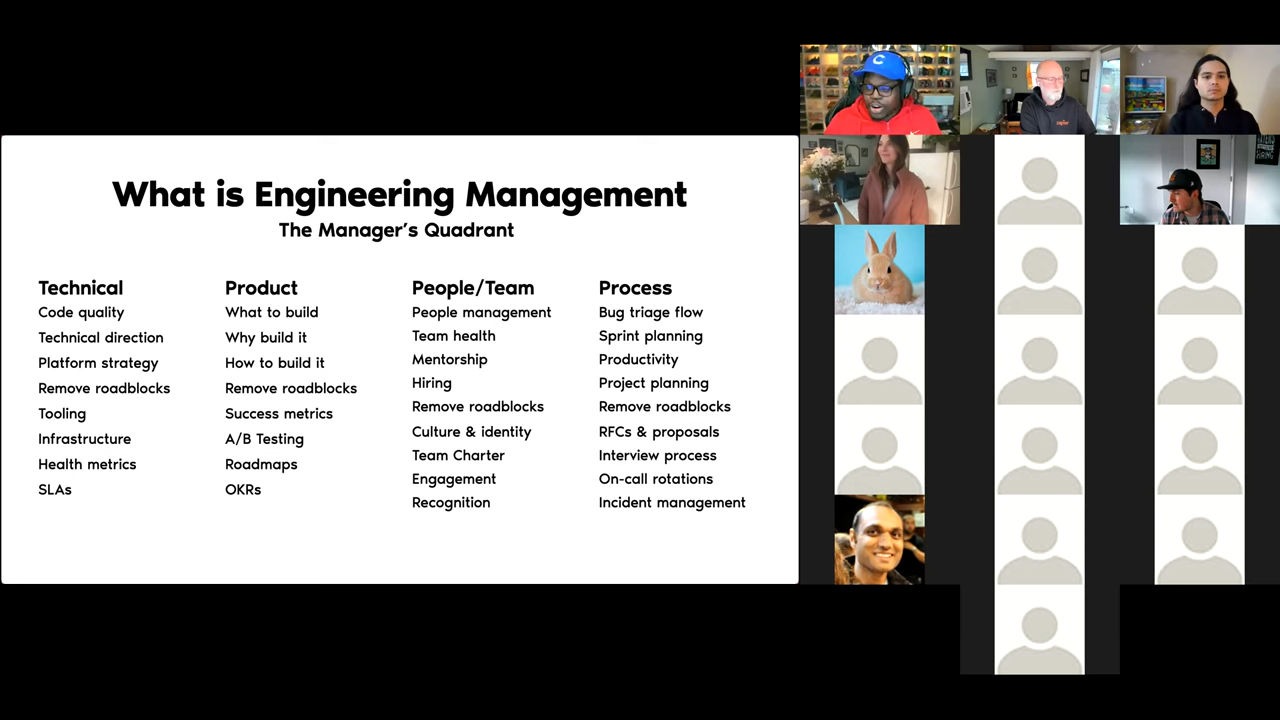 What is Engineering Management
The Manager's Quadrant
Technical
Code quality
Technical direction
Platform strategy
Remove roadblocks
Tooling
Infrastructure
Health metrics
SLAs
Product
What to build
Why build it
How to build it
Remove roadblocks
Success metrics
A/B Testing
Roadmaps
OKRs
People/Team
People management
Team health
Mentorship
Hiring
Remove roadblocks
Culture & identity
Team Charter
Engagement
Recognition
Process
Bug triage flow
Sprint planning
Productivity
Project planning
Remove roadblocks
RFCs & proposals
Interview process
On-call rotations
Incident management
C